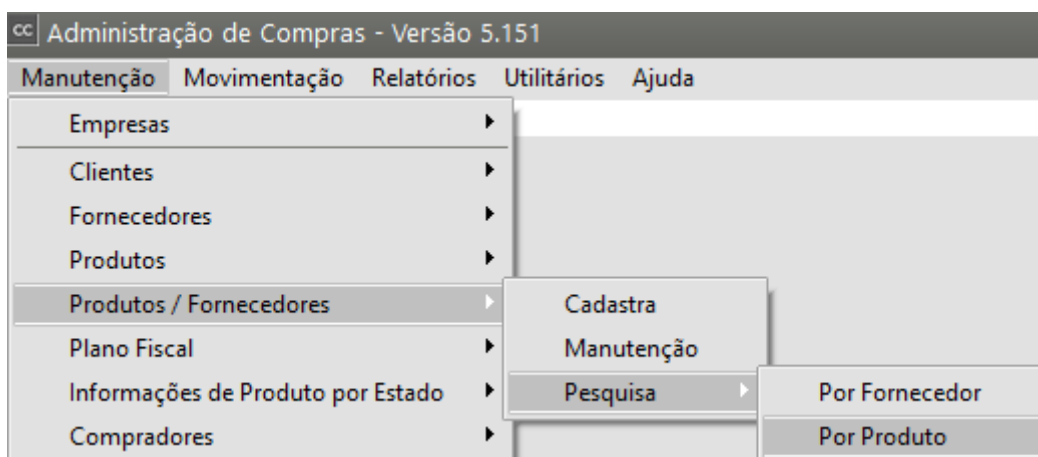 cc Administração de Compras - Versão 5.151
Manutenção Movimentação Relatórios Utilitários Ajuda
Empresas
Clientes
Fornecedores
Produtos
Produtos / Fornecedores
Plano Fiscal
Informações de Produto por Estado
Compradores
Cadastra
Manutenção
Pesquisa
Por Fornecedor
Por Produto